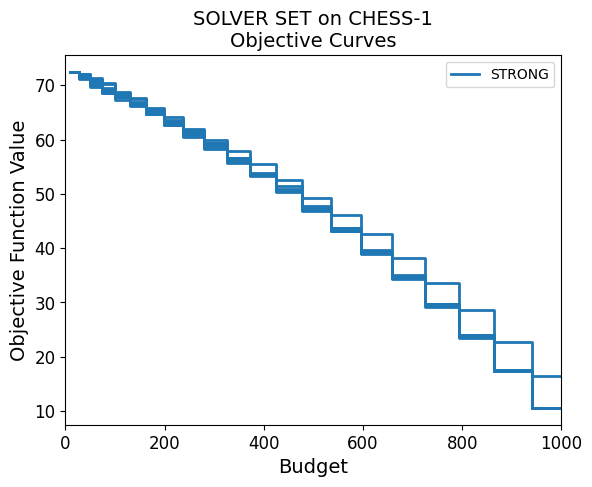 SOLVER SET on CHESS-1
Objective Curves
STRONG
Objective Function Value
70
60
50
40
30
20
10
0 200 400 600 800 1000
Budget